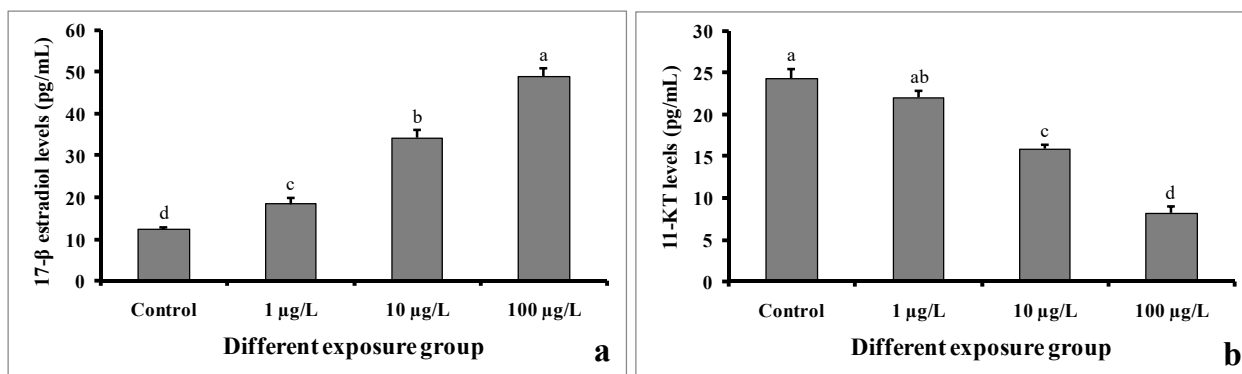 17-β estradiol levels (pg/mL)
60
50
40
30
20
10
0
d
c
b
a
Control
1 µg/L
10 µg/L
100 µg/L
Different exposure group
a
11-KT levels (pg/mL)
30
25
20
15
10
5
0
a
ab
c
d
Control
1 µg/L
10 µg/L
100 µg/L
Different exposure group
b